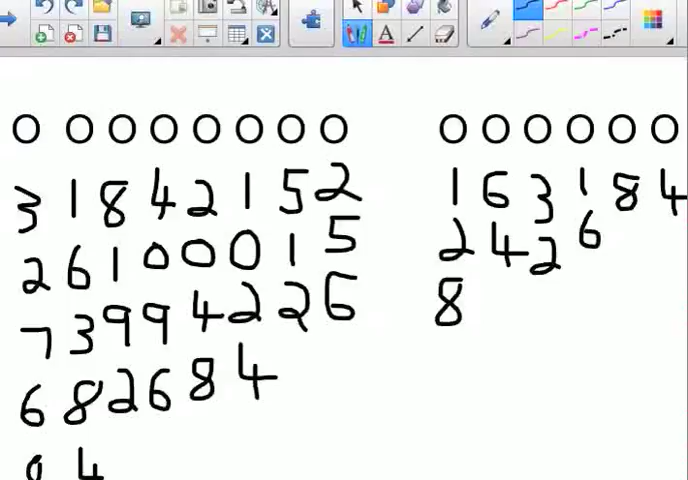 O O O O O O O O
3 1 8 4 2 1 5 2
2 6 1 0 0 0 1 5
7 3 9 9 4 2 2 6
6 8 2 6 8 4
9 4
O O O O O O
1 6 3 1 8 4
2 4 2 6
8